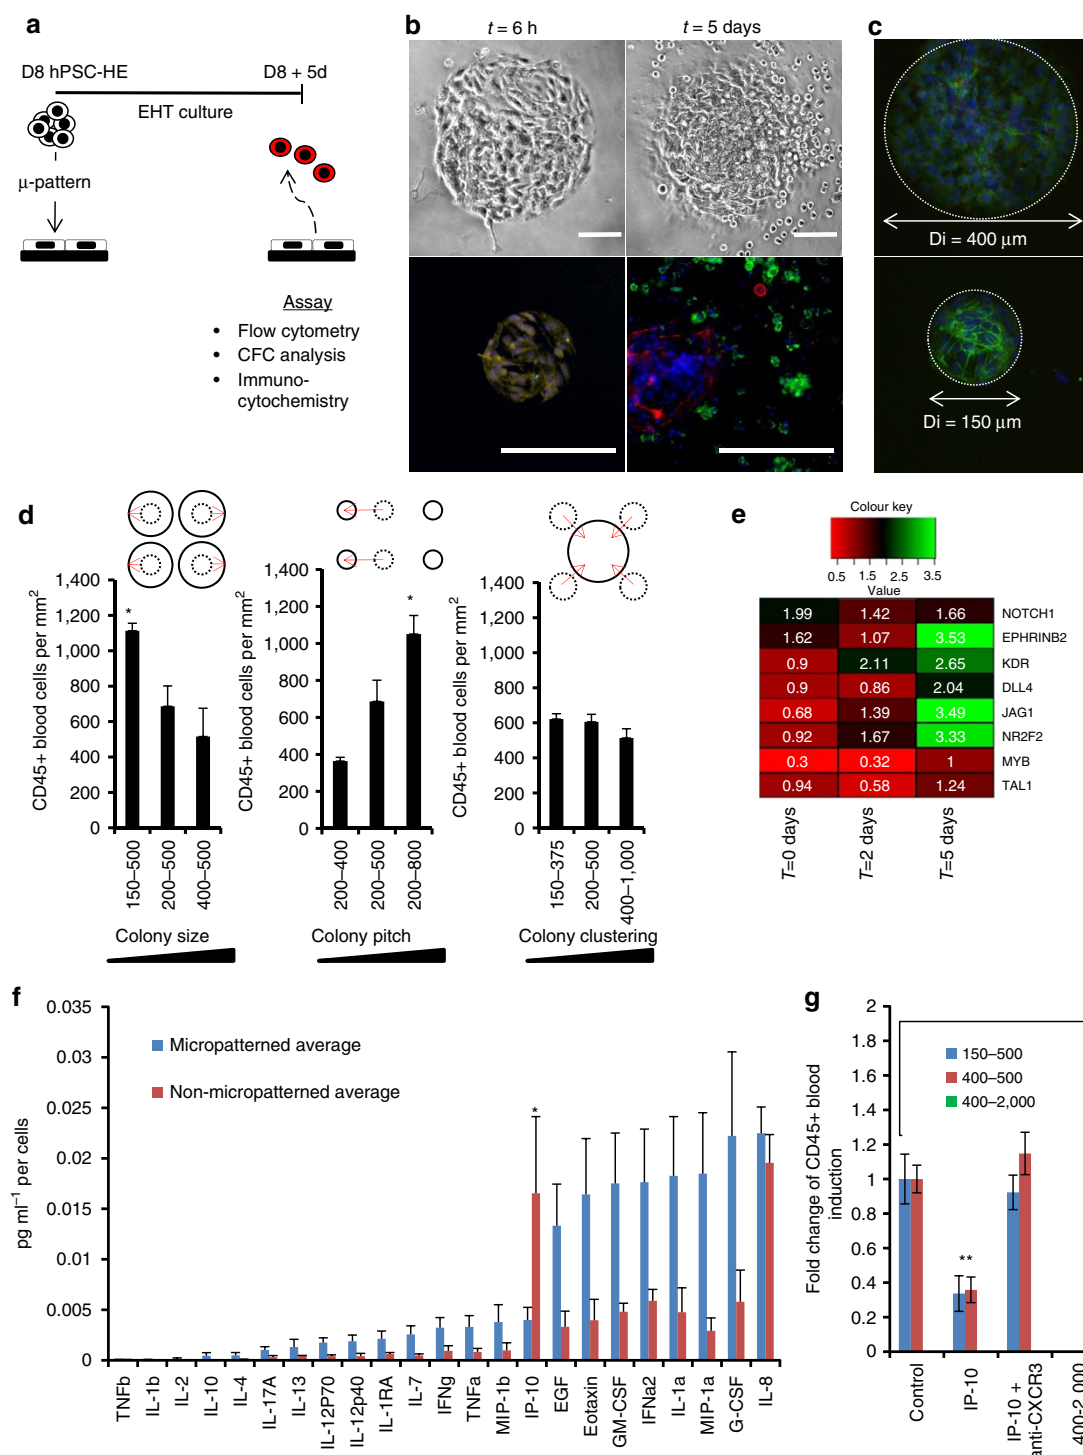 a
D8 hPSC-HE
D8 + 5d
EHT culture
μ-pattern
Assay
• Flow cytometry
• CFC analysis
• Immuno-
cytochemistry
b
t = 6 h
t = 5 days
c
Di = 400 μm
Di = 150 μm
d
CD45+ blood cells per mm²
1,400
1,200
1,000
800
600
400
200
0
*
150–500
200–500
400–500
Colony size
CD45+ blood cells per mm²
1,400
1,200
1,000
800
600
400
200
0
*
200–400
200–500
200–800
Colony pitch
CD45+ blood cells per mm²
1,400
1,200
1,000
800
600
400
200
0
150–375
200–500
400–1,000
Colony clustering
e
Colour key
0.5 1.5 2.5 3.5
Value
1.99 1.42 1.66 NOTCH1
1.62 1.07 3.53 EPHRINB2
0.9 2.11 2.65 KDR
0.9 0.86 2.04 DLL4
0.68 1.39 3.49 JAG1
0.92 1.67 3.33 NR2F2
0.3 0.32 1 MYB
0.94 0.58 1.24 TAL1
T=0 days
T=2 days
T=5 days
f
pg ml⁻¹ per cells
0.035
0.03
0.025
0.02
0.015
0.01
0.005
0
Micropatterned average
Non-micropatterned average
*
TNFb
IL-1b
IL-2
IL-10
IL-4
IL-17A
IL-13
IL-12P70
IL-12p40
IL-1RA
IL-7
IFNg
TNFa
MIP-1b
IP-10
EGF
Eotaxin
GM-CSF
IFNa2
IL-1a
MIP-1a
G-CSF
IL-8
g
Fold change of CD45+ blood
induction
2
1.8
1.6
1.4
1.2
1
0.8
0.6
0.4
0.2
0
150–500
400–500
400–2,000
**
Control
IP-10
IP-10 +
anti-CXCR3
400-2,000